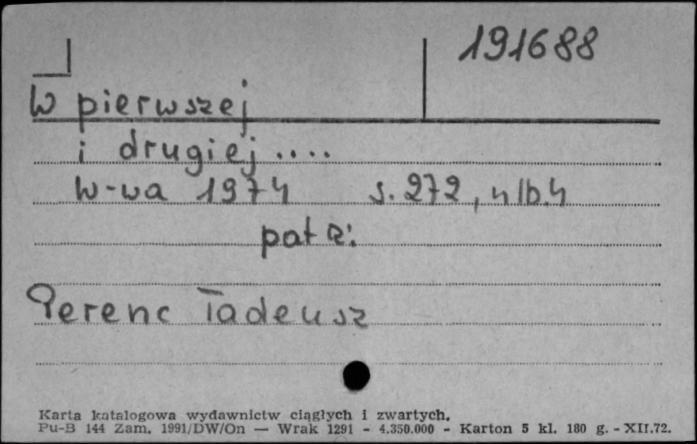 191688
W pierwszej
i drugiej ....
W-wa 1974 s. 272, nlb. 4
patrz:
Perenc Tadeusz
Karta katalogowa wydawnictw ciągłych i zwartych.
Pu-B 144 Zam. 1991/DW/On — Wrak 1291 - 4.350.000 - Karton 5 kl. 180 g. - XII.72.